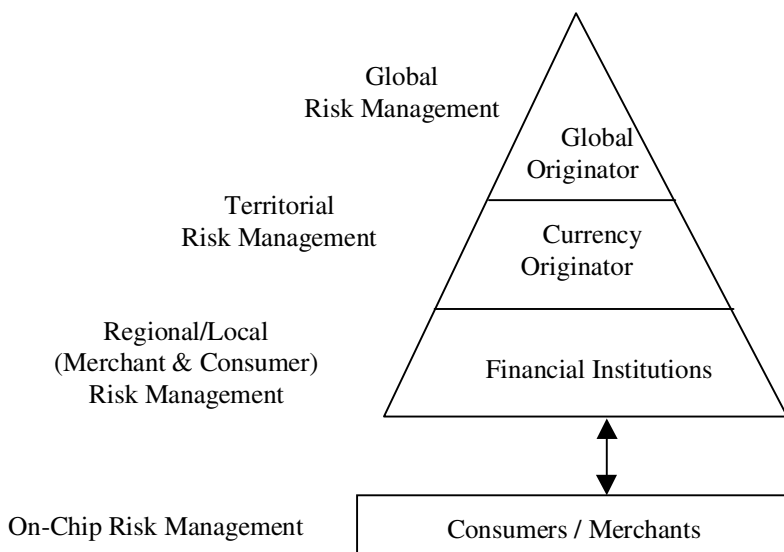 Global
Risk Management
Global
Originator
Territorial
Risk Management
Currency
Originator
Regional/Local
(Merchant & Consumer)
Risk Management
Financial Institutions
On-Chip Risk Management
Consumers / Merchants